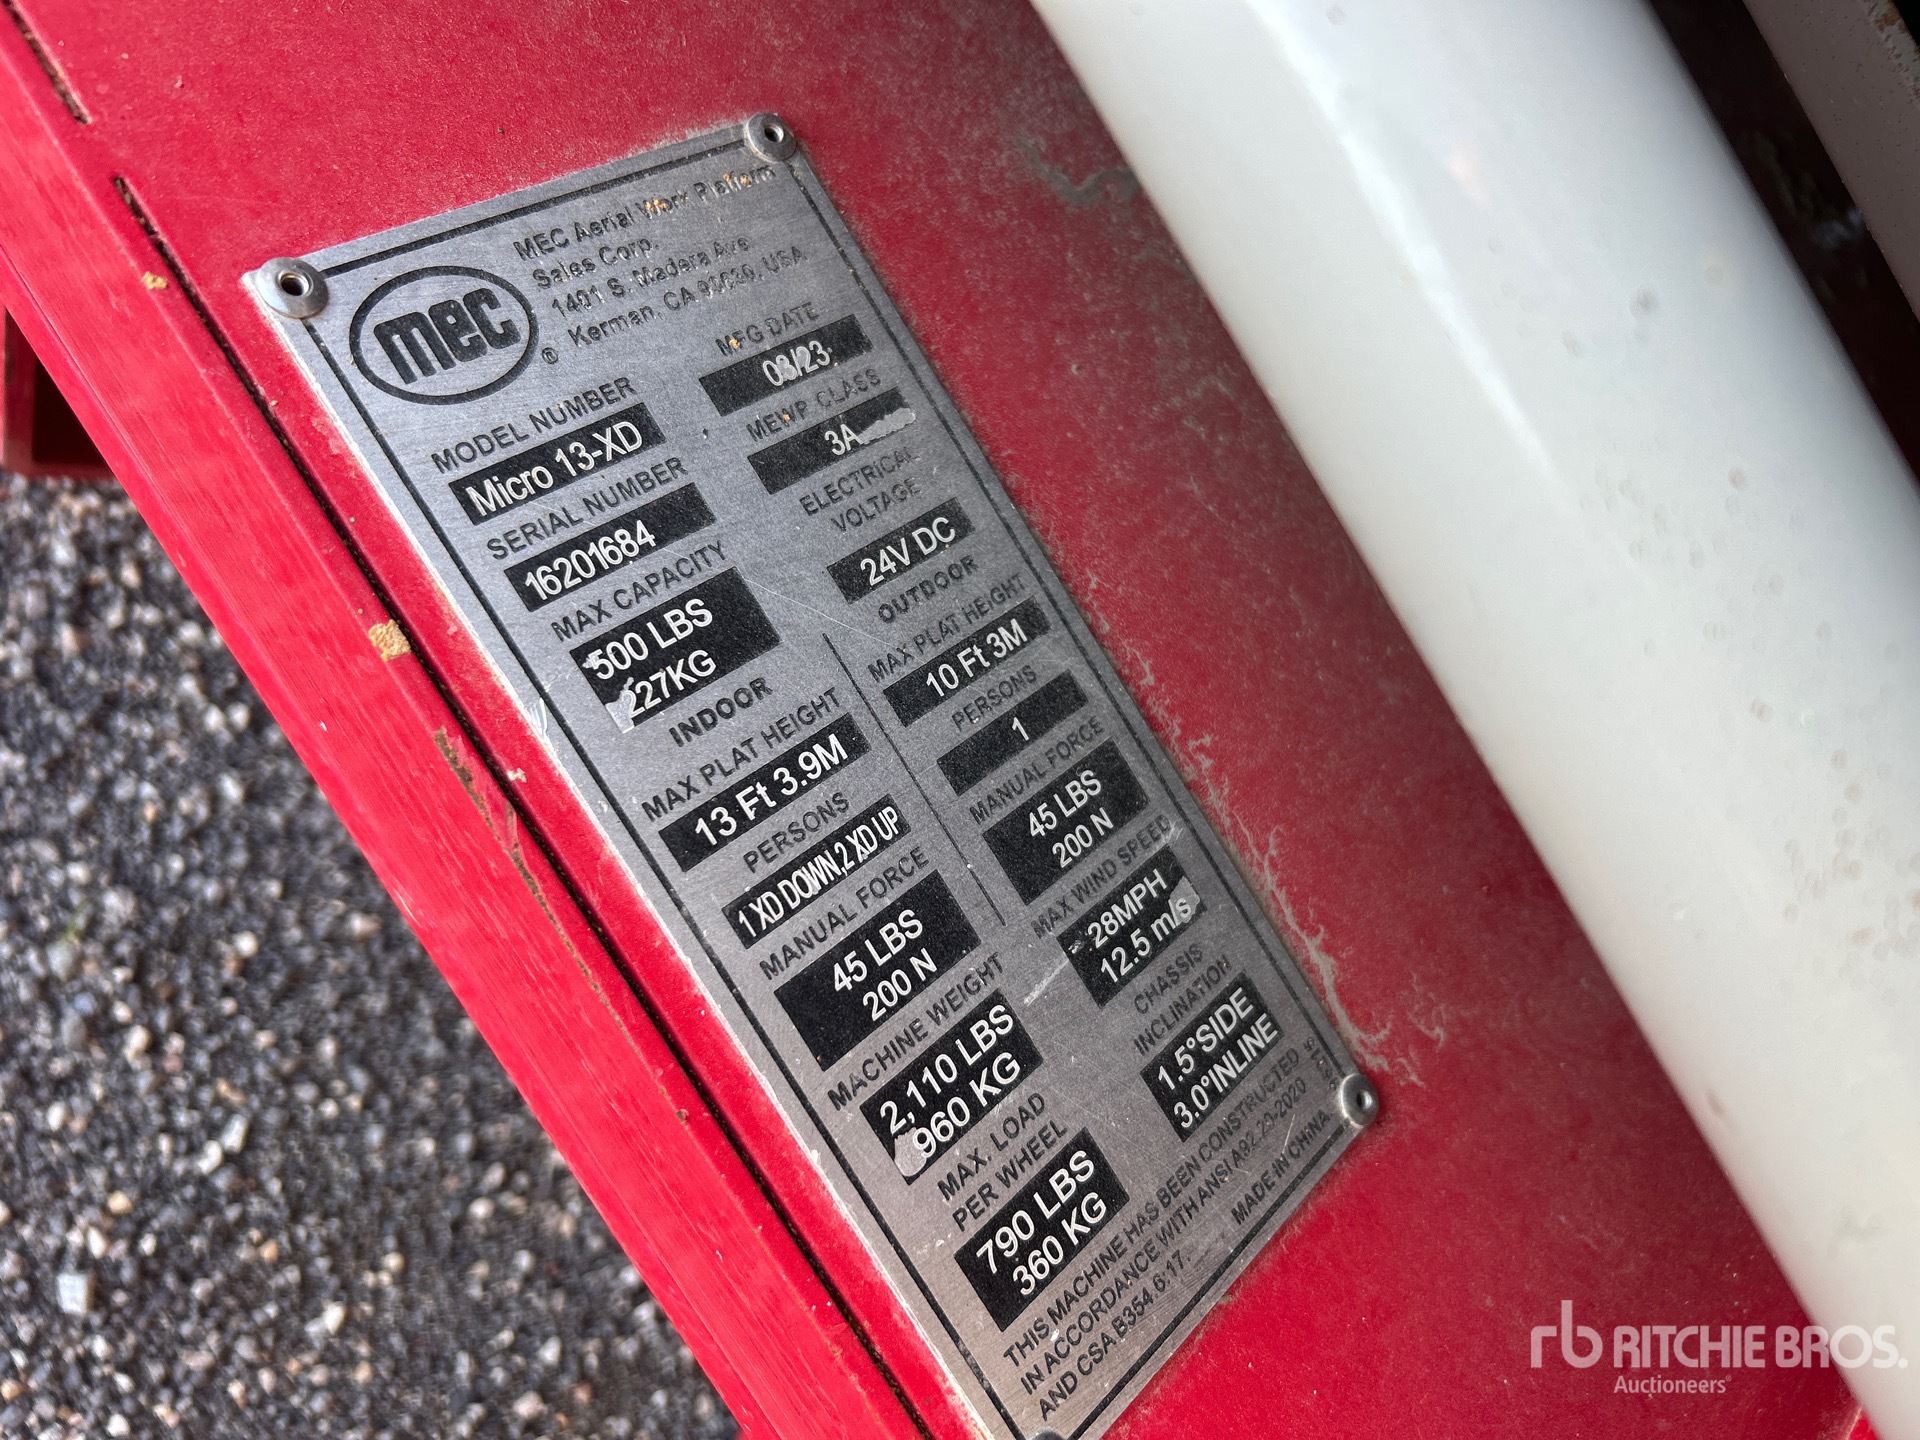 mec
®
MEC Aerial Work Platform
Sales Corp.
1401 S. Madera Ave
Kerman, CA 93630, USA
MODEL NUMBER
Micro 13-XD
SERIAL NUMBER
16201684
MAX CAPACITY
500 LBS
227KG
MFG DATE
03/23
MEWP CLASS
3A
ELECTRICAL
VOLTAGE
24V DC
INDOOR
MAX PLAT HEIGHT
13 Ft 3.9M
PERSONS
1 XD DOWN,2 XD UP
MANUAL FORCE
45 LBS
200 N
OUTDOOR
MAX PLAT HEIGHT
10 Ft 3M
PERSONS
1
MANUAL FORCE
45 LBS
200 N
MAX WIND SPEED
28MPH
12.5 m/s
MACHINE WEIGHT
2,110 LBS
960 KG
MAX. LOAD
PER WHEEL
790 LBS
360 KG
CHASSIS
INCLINATION
1.5°SIDE
3.0°INLINE
THIS MACHINE HAS BEEN CONSTRUCTED
IN ACCORDANCE WITH ANSI A92.20-2020
AND CSA B354.6:17.
MADE IN CHINA
rb RITCHIE BROS.
Auctioneers